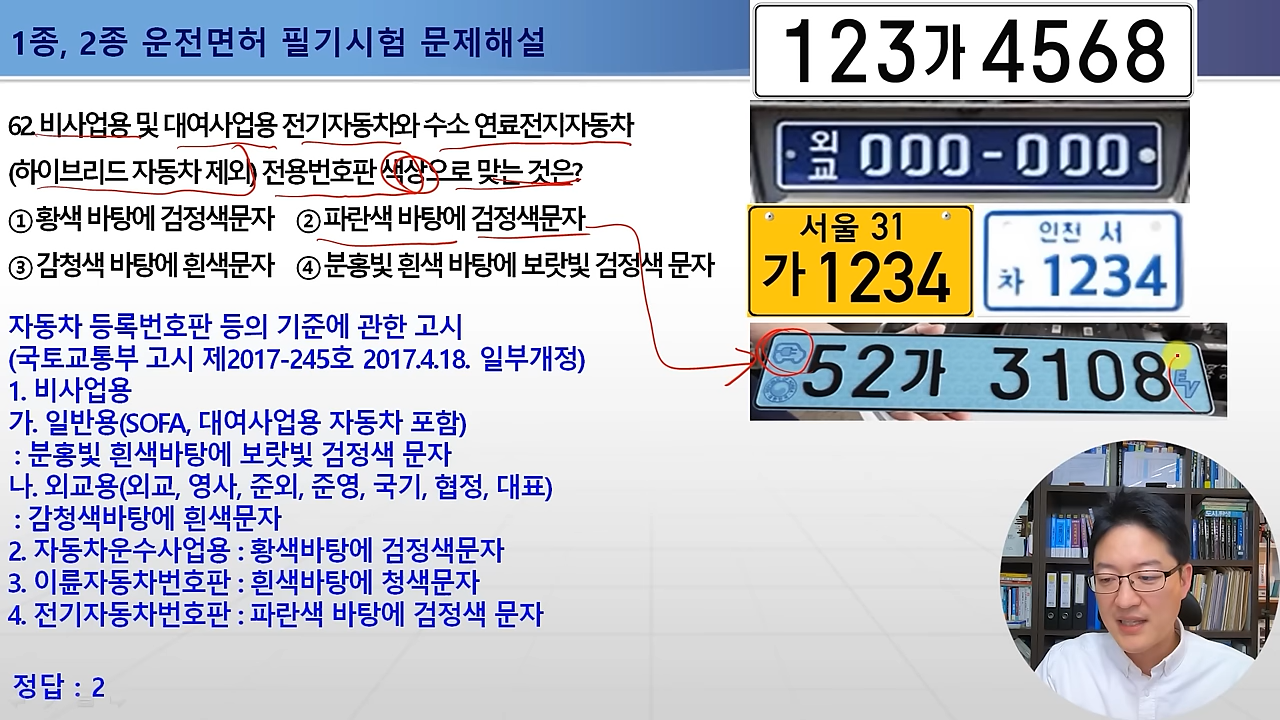 1종, 2종 운전면허 필기시험 문제해설
62. 비사업용 및 대여사업용 전기자동차와 수소 연료전지자동차
(하이브리드 자동차 제외) 전용번호판 색상으로 맞는 것은?
① 황색 바탕에 검정색문자 ② 파란색 바탕에 검정색문자
③ 감청색 바탕에 흰색문자 ④ 분홍빛 흰색 바탕에 보랏빛 검정색 문자
자동차 등록번호판 등의 기준에 관한 고시
(국토교통부 고시 제2017-245호 2017.4.18. 일부개정)
1. 비사업용
가. 일반용(SOFA, 대여사업용 자동차 포함)
: 분홍빛 흰색바탕에 보랏빛 검정색 문자
나. 외교용(외교, 영사, 준외, 준영, 국기, 협정, 대표)
: 감청색바탕에 흰색문자
2. 자동차운수사업용 : 황색바탕에 검정색문자
3. 이륜자동차번호판 : 흰색바탕에 청색문자
4. 전기자동차번호판 : 파란색 바탕에 검정색 문자
정답 : 2
123가 4568
외교 000-000
서울 31
가 1234
인천 서
차 1234
52가 3108
EV